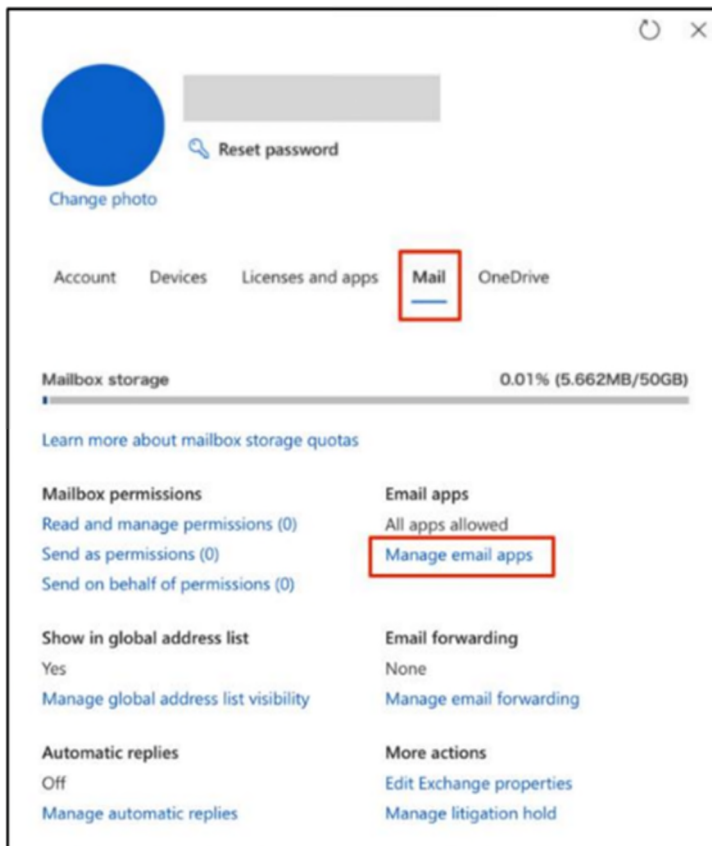 Reset password
Change photo
Account Devices Licenses and apps Mail OneDrive
Mailbox storage 0.01% (5.662MB/50GB)
Learn more about mailbox storage quotas
Mailbox permissions
Read and manage permissions (0)
Send as permissions (0)
Send on behalf of permissions (0)
Email apps
All apps allowed
Manage email apps
Show in global address list
Yes
Manage global address list visibility
Email forwarding
None
Manage email forwarding
Automatic replies
Off
Manage automatic replies
More actions
Edit Exchange properties
Manage litigation hold